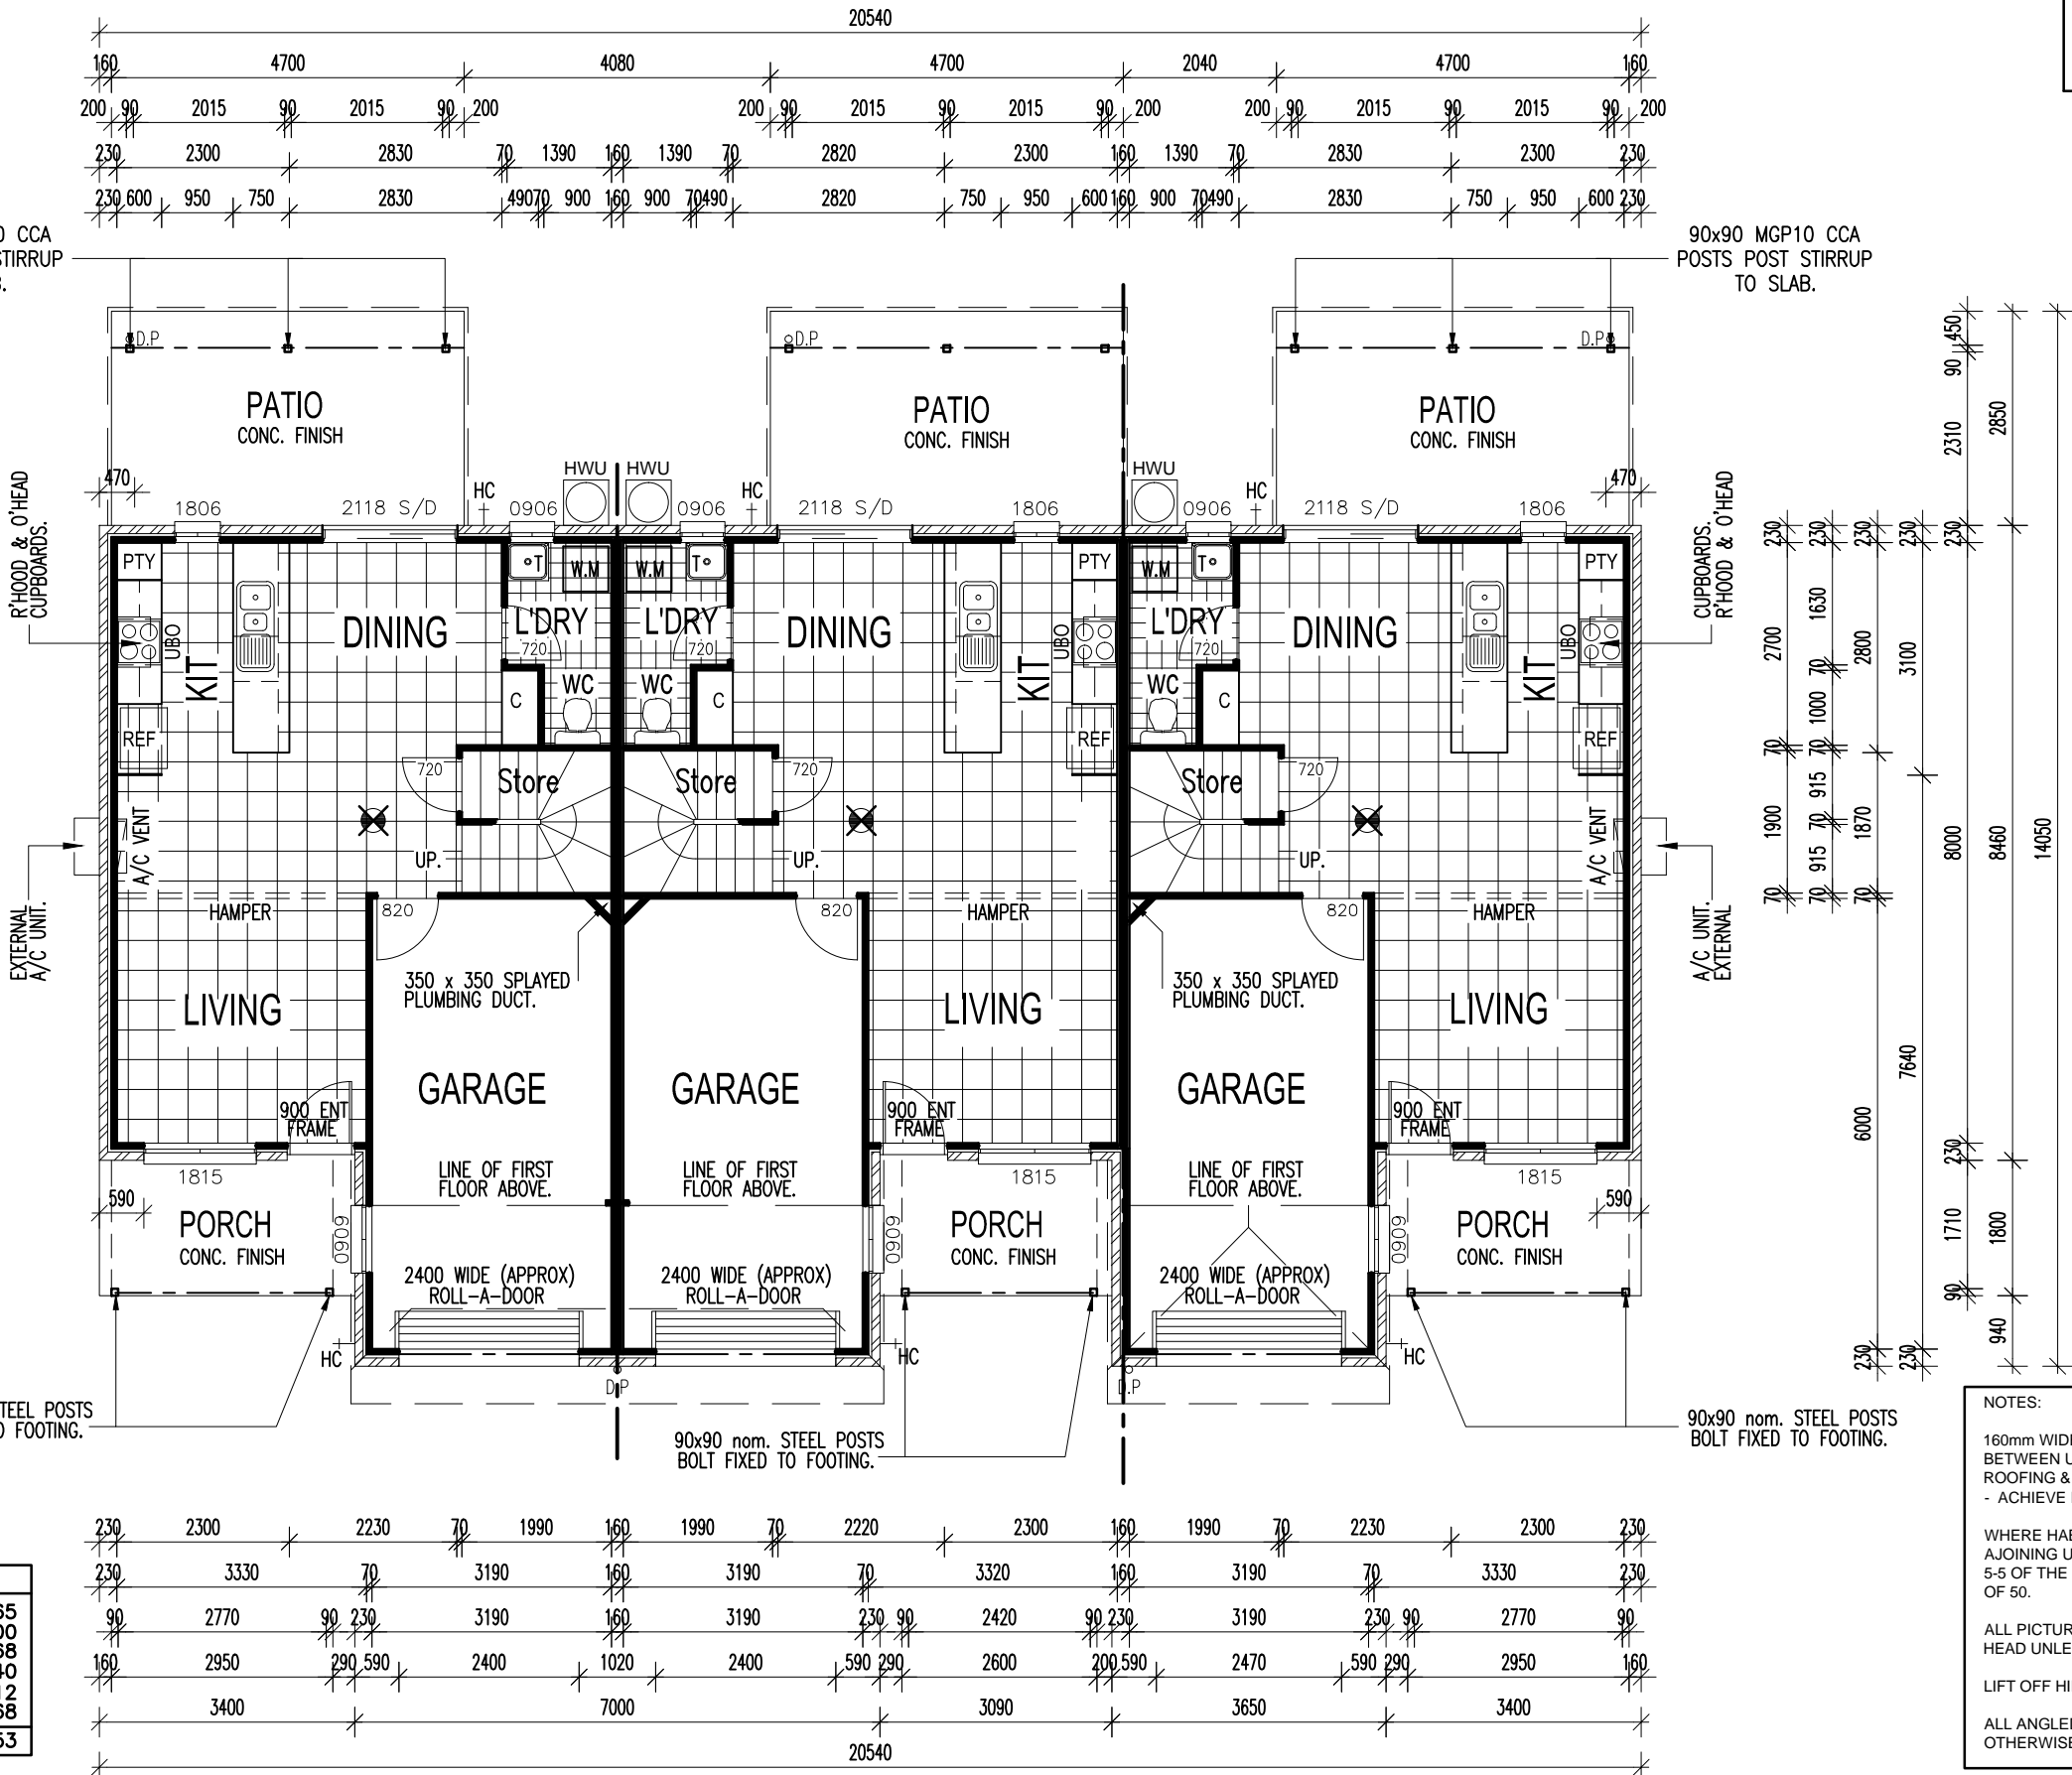 20540
160 4700 4080 4700 2040 4700 160
200 90 2015 90 2015 90 200 200 90 2015 90 2015 90 200 200 90 2015 90 2015 90 200
230 2300 2830 70 1390 160 1390 70 2820 2300 160 1390 70 2830 2300 230
230 600 950 750 2830 490 70 900 160 900 70 490 2820 750 950 600 160 900 70 490 2830 750 950 600 230
CCA
STIRRUP
90x90 MGP10 CCA
POSTS POST STIRRUP
TO SLAB.
D.P D.P D.P
PATIO
CONC. FINISH
PATIO
CONC. FINISH
PATIO
CONC. FINISH
470 HC HWU HWU HC HWU HC 470
1806 2118 S/D 0906 0906 2118 S/D 1806 0906 2118 S/D 1806
R'HOOD & O'HEAD
CUPBOARDS.
CUPBOARDS.
R'HOOD & O'HEAD
PTY T W.M W.M T PTY W.M T PTY
UBO KIT DINING L'DRY L'DRY DINING KIT UBO L'DRY DINING KIT UBO
720 720 720
WC WC WC
C C C
REF REF REF
720 Store Store 720 Store 720
A/C VENT A/C VENT
UP. UP. UP.
EXTERNAL
A/C UNIT.
A/C UNIT.
EXTERNAL
HAMPER 820 820 HAMPER 820 HAMPER
350 x 350 SPLAYED
PLUMBING DUCT.
350 x 350 SPLAYED
PLUMBING DUCT.
LIVING LIVING LIVING
GARAGE GARAGE GARAGE
900 ENT
FRAME
900 ENT
FRAME
900 ENT
FRAME
1815 1815 1815
LINE OF FIRST
FLOOR ABOVE.
LINE OF FIRST
FLOOR ABOVE.
LINE OF FIRST
FLOOR ABOVE.
590 590
PORCH
CONC. FINISH
PORCH
CONC. FINISH
PORCH
CONC. FINISH
0909 0909 0909
2400 WIDE (APPROX)
ROLL-A-DOOR
2400 WIDE (APPROX)
ROLL-A-DOOR
2400 WIDE (APPROX)
ROLL-A-DOOR
HC HC HC
D.P D.P
STEEL POSTS
FOOTING.
90x90 nom. STEEL POSTS
BOLT FIXED TO FOOTING.
90x90 nom. STEEL POSTS
BOLT FIXED TO FOOTING.
230 2700 70 1900 70
230 1630 70 1000 70 915 70 915 70
230 2800 1870 70 6000 230
230 3100 7640 230
450 90 2310 230 8000 230 1710 90
2850 8460 1800 940
14050
NOTES:
160mm
BETWEEN
ROOFING &
- ACHIEVE
WHERE
AJOINING
5-5 OF THE
OF 50.
ALL
HEAD
LIFT OFF
ALL
230 2300 2230 70 1990 160 1990 70 2220 2300 160 1990 70 2230 2300 230
230 3330 70 3190 160 3190 70 3320 160 3190 70 3330 230
90 2770 90 230 3190 160 3190 230 90 2420 90 230 3190 230 90 2770 90
160 2950 290 590 2400 1020 2400 590 290 2600 200 590 2470 590 290 2950 160
3400 7000 3090 3650 3400
20540